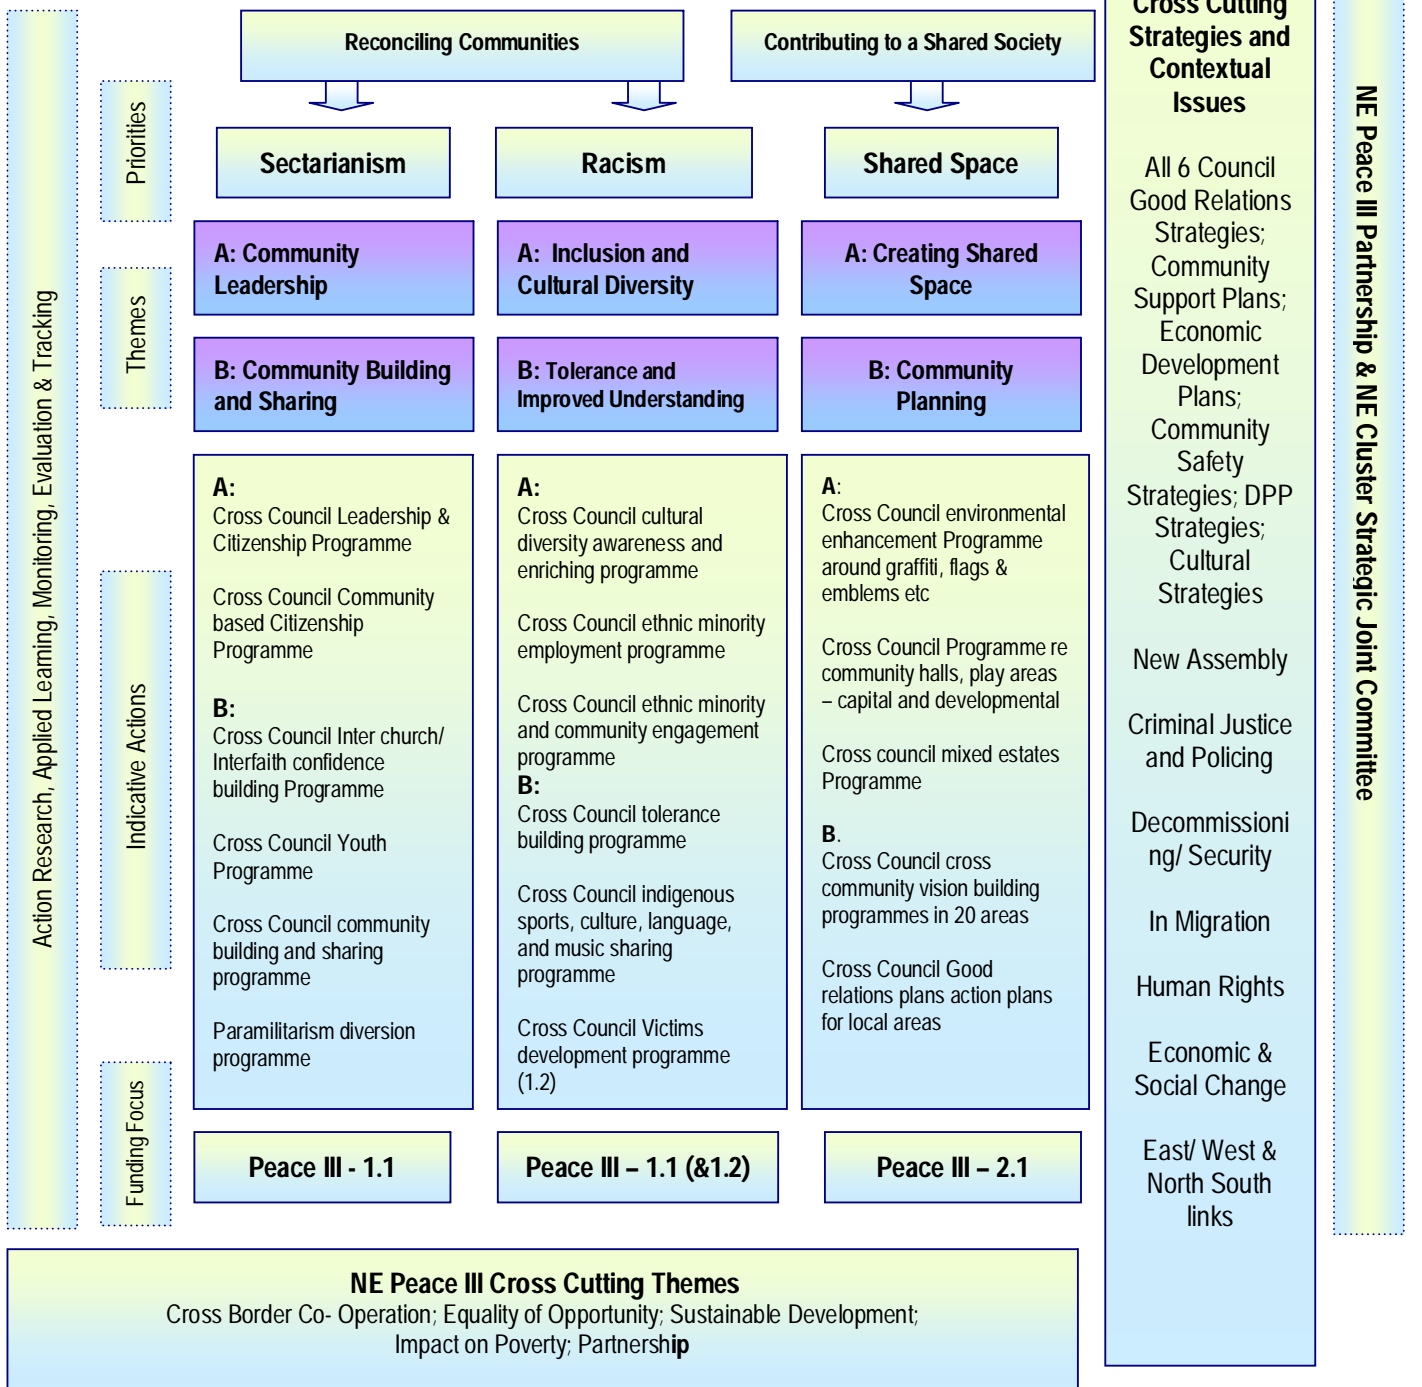 Action Research, Applied Learning, Monitoring, Evaluation & Tracking
Priorities
Themes
Indicative Actions
Funding Focus
Reconciling Communities
Contributing to a Shared Society
Sectarianism
Racism
Shared Space
A: Community
Leadership
A: Inclusion and
Cultural Diversity
A: Creating Shared
Space
B: Community Building
and Sharing
B: Tolerance and
Improved Understanding
B: Community
Planning
A:
Cross Council Leadership &
Citizenship Programme
Cross Council Community
based Citizenship
Programme
B:
Cross Council Inter church/
Interfaith confidence
building Programme
Cross Council Youth
Programme
Cross Council community
building and sharing
programme
Paramilitarism diversion
programme
A:
Cross Council cultural
diversity awareness and
enriching programme
Cross Council ethnic minority
employment programme
Cross Council ethnic minority
and community engagement
programme
B:
Cross Council tolerance
building programme
Cross Council indigenous
sports, culture, language,
and music sharing
programme
Cross Council Victims
development programme
(1.2)
A:
Cross Council environmental
enhancement Programme
around graffiti, flags &
emblems etc
Cross Council Programme re
community halls, play areas
– capital and developmental
Cross council mixed estates
Programme
B.
Cross Council cross
community vision building
programmes in 20 areas
Cross Council Good
relations plans action plans
for local areas
Peace III - 1.1
Peace III – 1.1 (&1.2)
Peace III – 2.1
NE Peace III Cross Cutting Themes
Cross Border Co- Operation; Equality of Opportunity; Sustainable Development;
Impact on Poverty; Partnership
Cross Cutting
Strategies and
Contextual
Issues
All 6 Council
Good Relations
Strategies;
Community
Support Plans;
Economic
Development
Plans;
Community
Safety
Strategies; DPP
Strategies;
Cultural
Strategies
New Assembly
Criminal Justice
and Policing
Decommissioni
ng/ Security
In Migration
Human Rights
Economic &
Social Change
East/ West &
North South
links
NE Peace III Partnership & NE Cluster Strategic Joint Committee